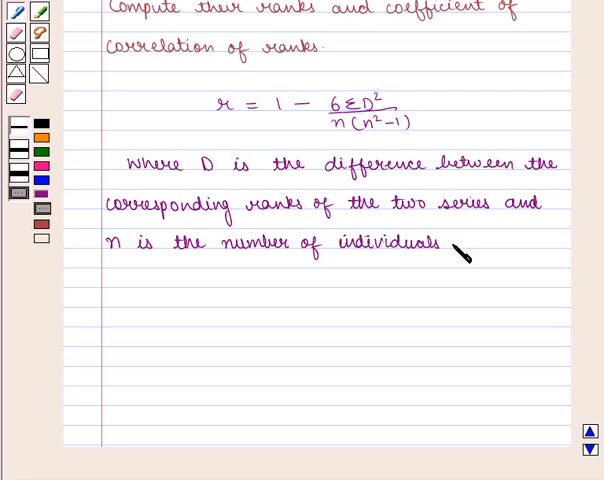 Compute their ranks and coefficient of
correlation of ranks.
r = 1 - 6ΣD²/n(n²-1)
where D is the difference between the
corresponding ranks of the two series and
n is the number of individuals